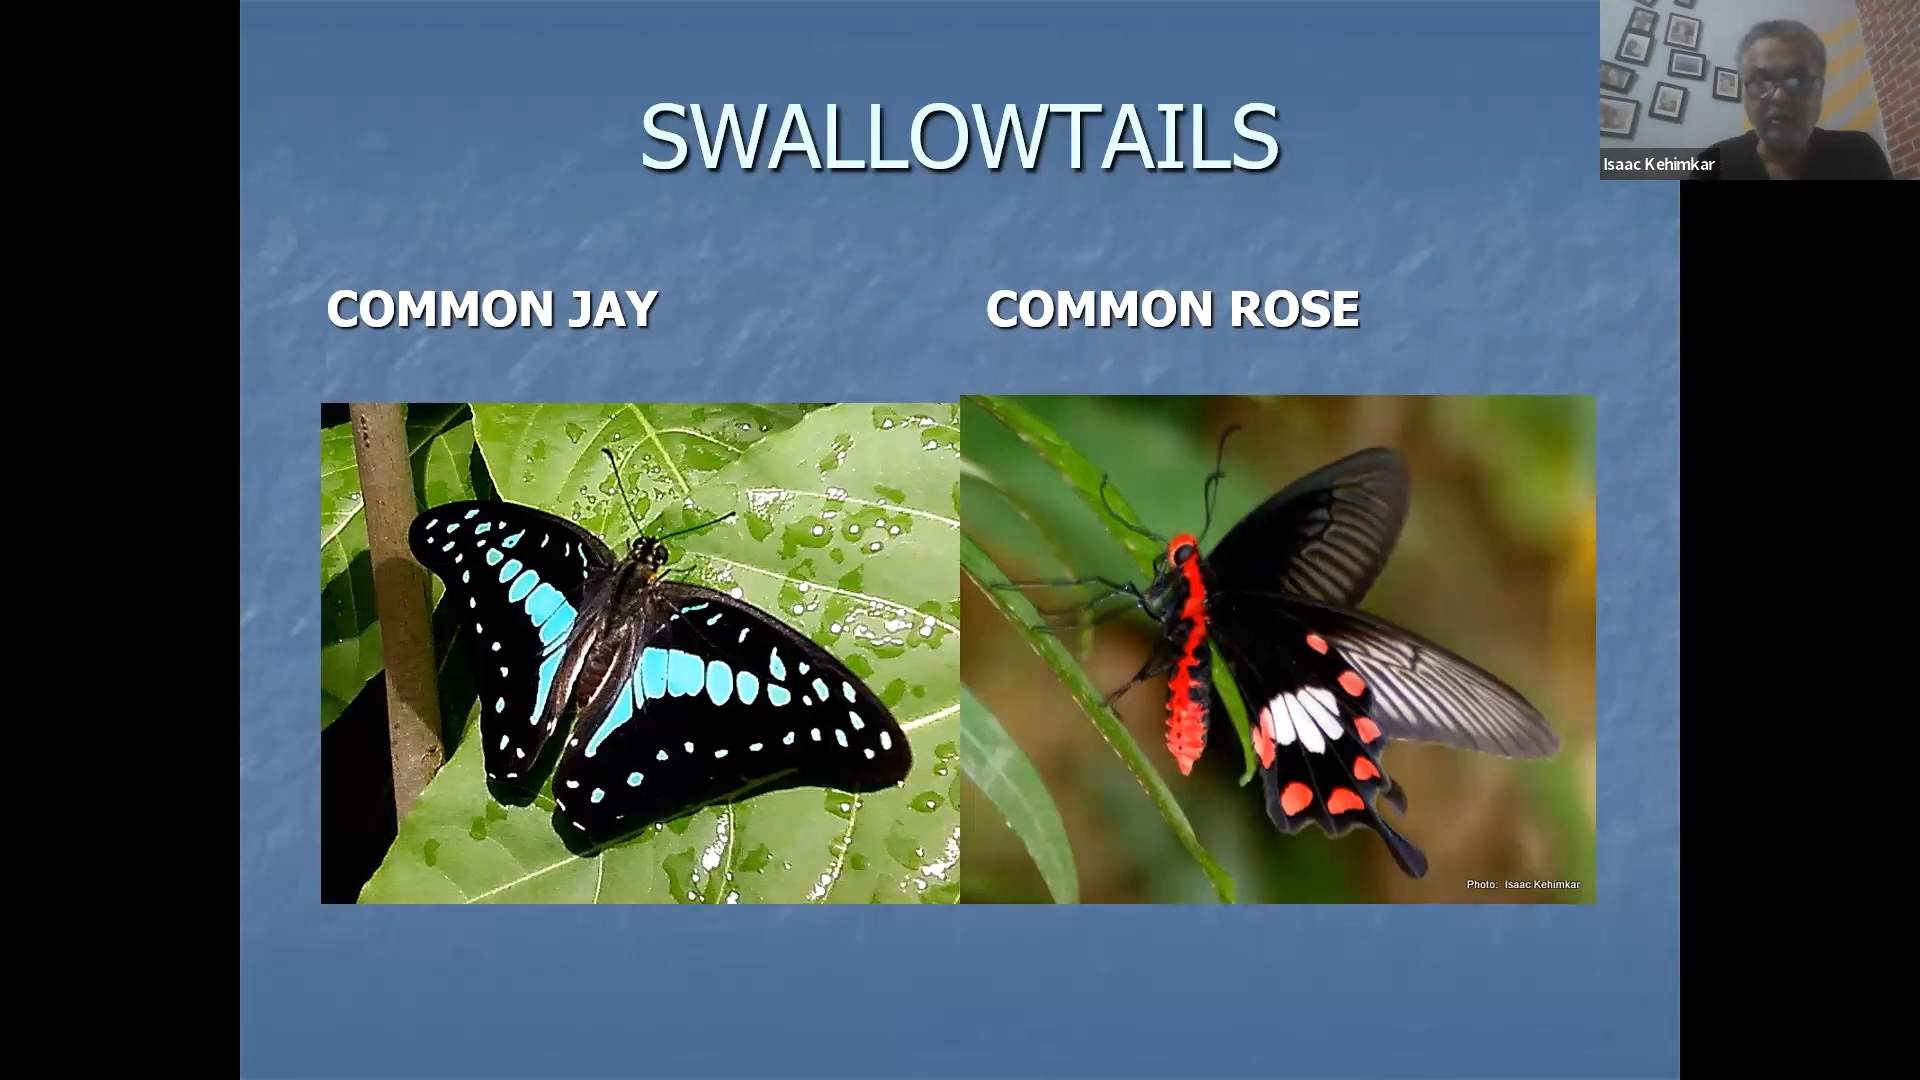 SWALLOWTAILS
Isaac Kehimkar
COMMON JAY
COMMON ROSE
Photo: Isaac Kehimkar